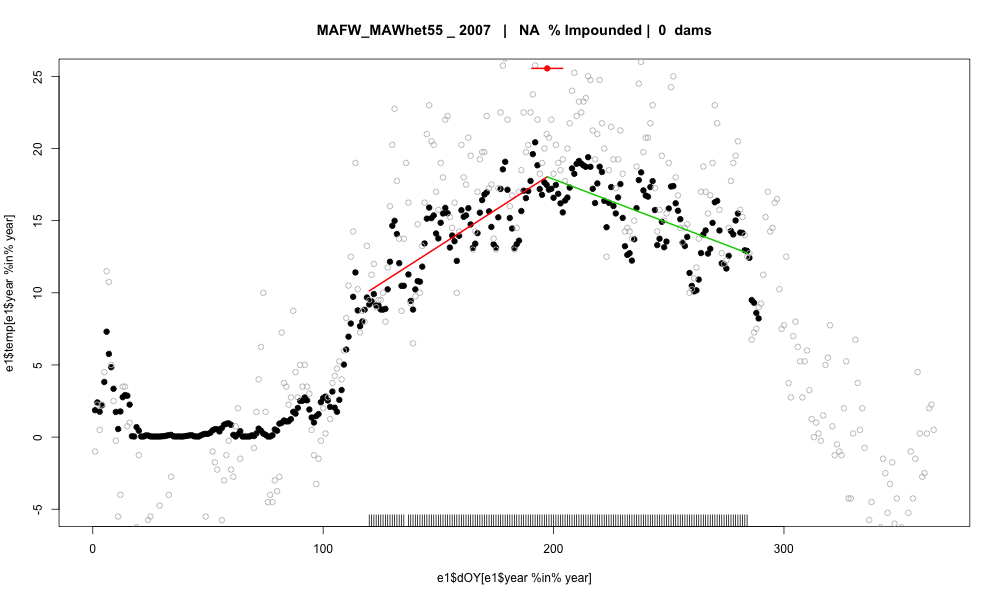 MAFW_MAWhet55 _ 2007 | NA % Impounded | 0 dams
e1$temp[e1$year %in% year]
25
20
15
10
5
0
-5
0 100 200 300
e1$dOY[e1$year %in% year]